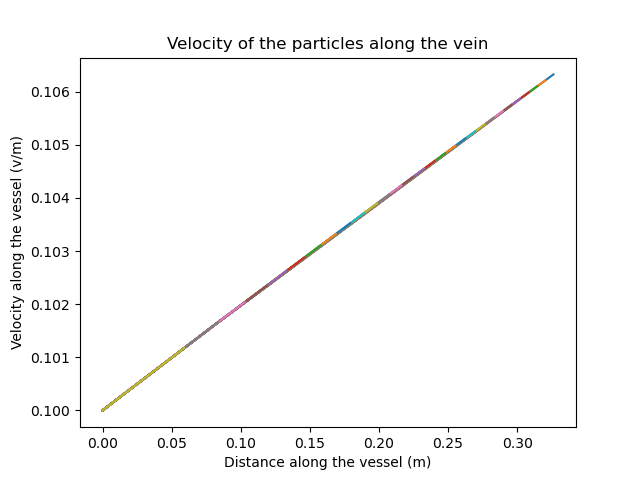 Velocity of the particles along the vein
0.106
0.105
0.104
0.103
0.102
0.101
0.100
Velocity along the vessel (v/m)
0.00 0.05 0.10 0.15 0.20 0.25 0.30
Distance along the vessel (m)